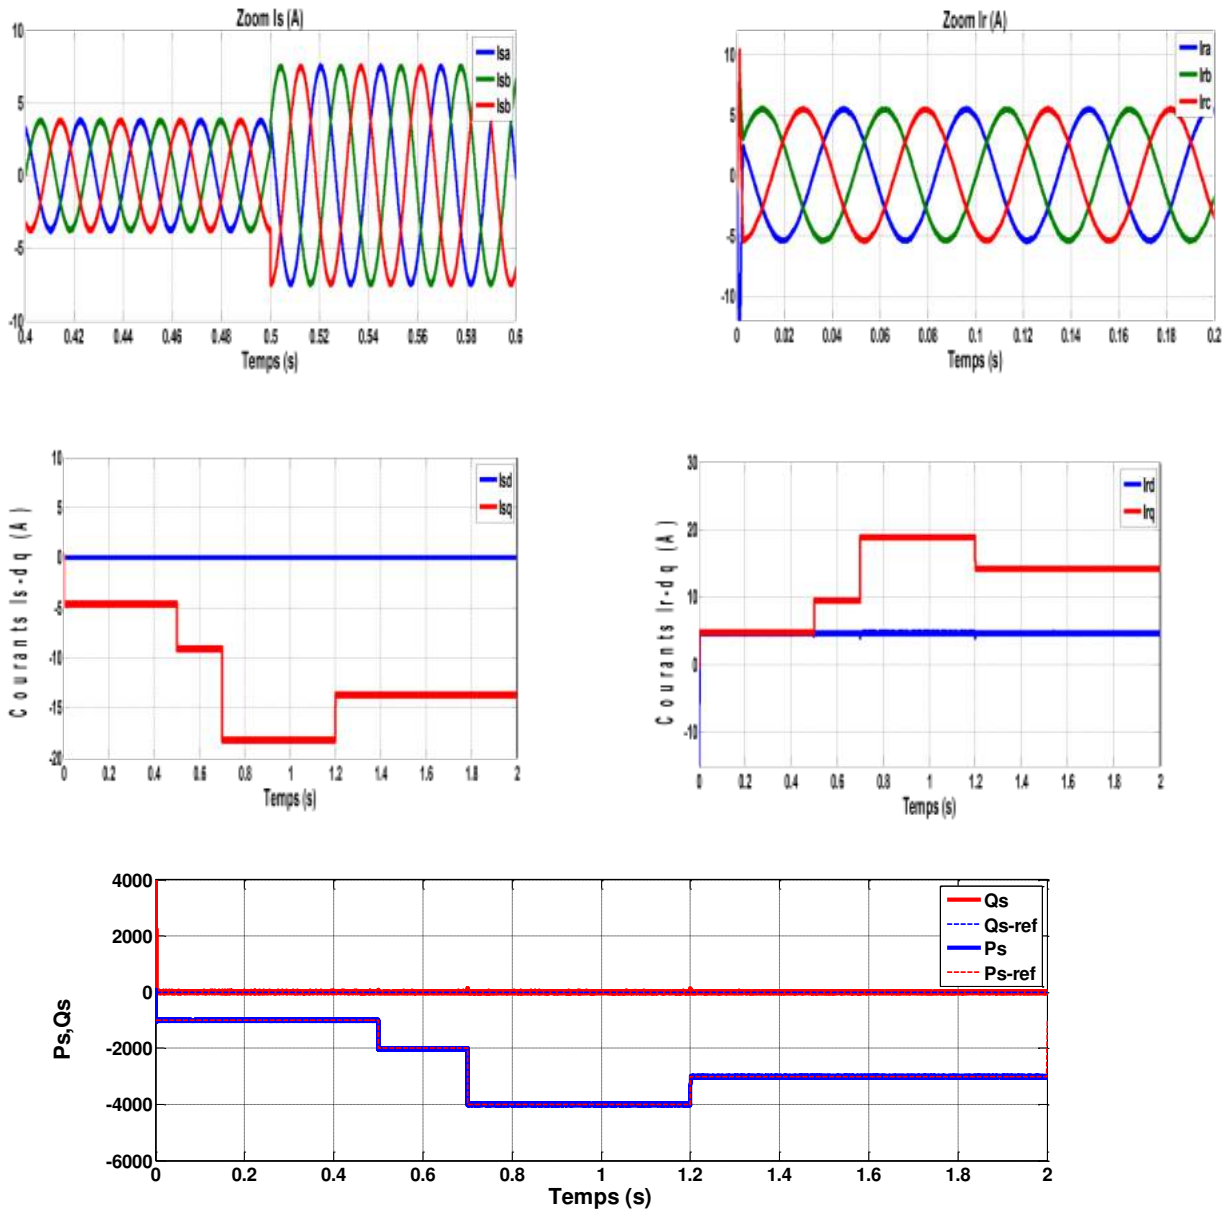 Zoom Is (A)
10
5
0
-5
-10
Isa
Isb
Isb
0.4 0.42 0.44 0.46 0.48 0.5 0.52 0.54 0.56 0.58 0.6
Temps (s)
Zoom Ir (A)
10
5
0
-5
-10
Ira
Irb
Irc
0 0.02 0.04 0.06 0.08 0.1 0.12 0.14 0.16 0.18 0.2
Temps (s)
Courants Is-dq (A)
10
5
0
-5
-10
-15
-20
Isd
Isq
0 0.2 0.4 0.6 0.8 1 1.2 1.4 1.6 1.8 2
Temps (s)
Courants Ir-dq (A)
30
20
10
0
-10
Ird
Irq
0 0.2 0.4 0.6 0.8 1 1.2 1.4 1.6 1.8 2
Temps (s)
Ps,Qs
4000
2000
0
-2000
-4000
-6000
Qs
Qs-ref
Ps
Ps-ref
0 0.2 0.4 0.6 0.8 1 1.2 1.4 1.6 1.8 2
Temps (s)